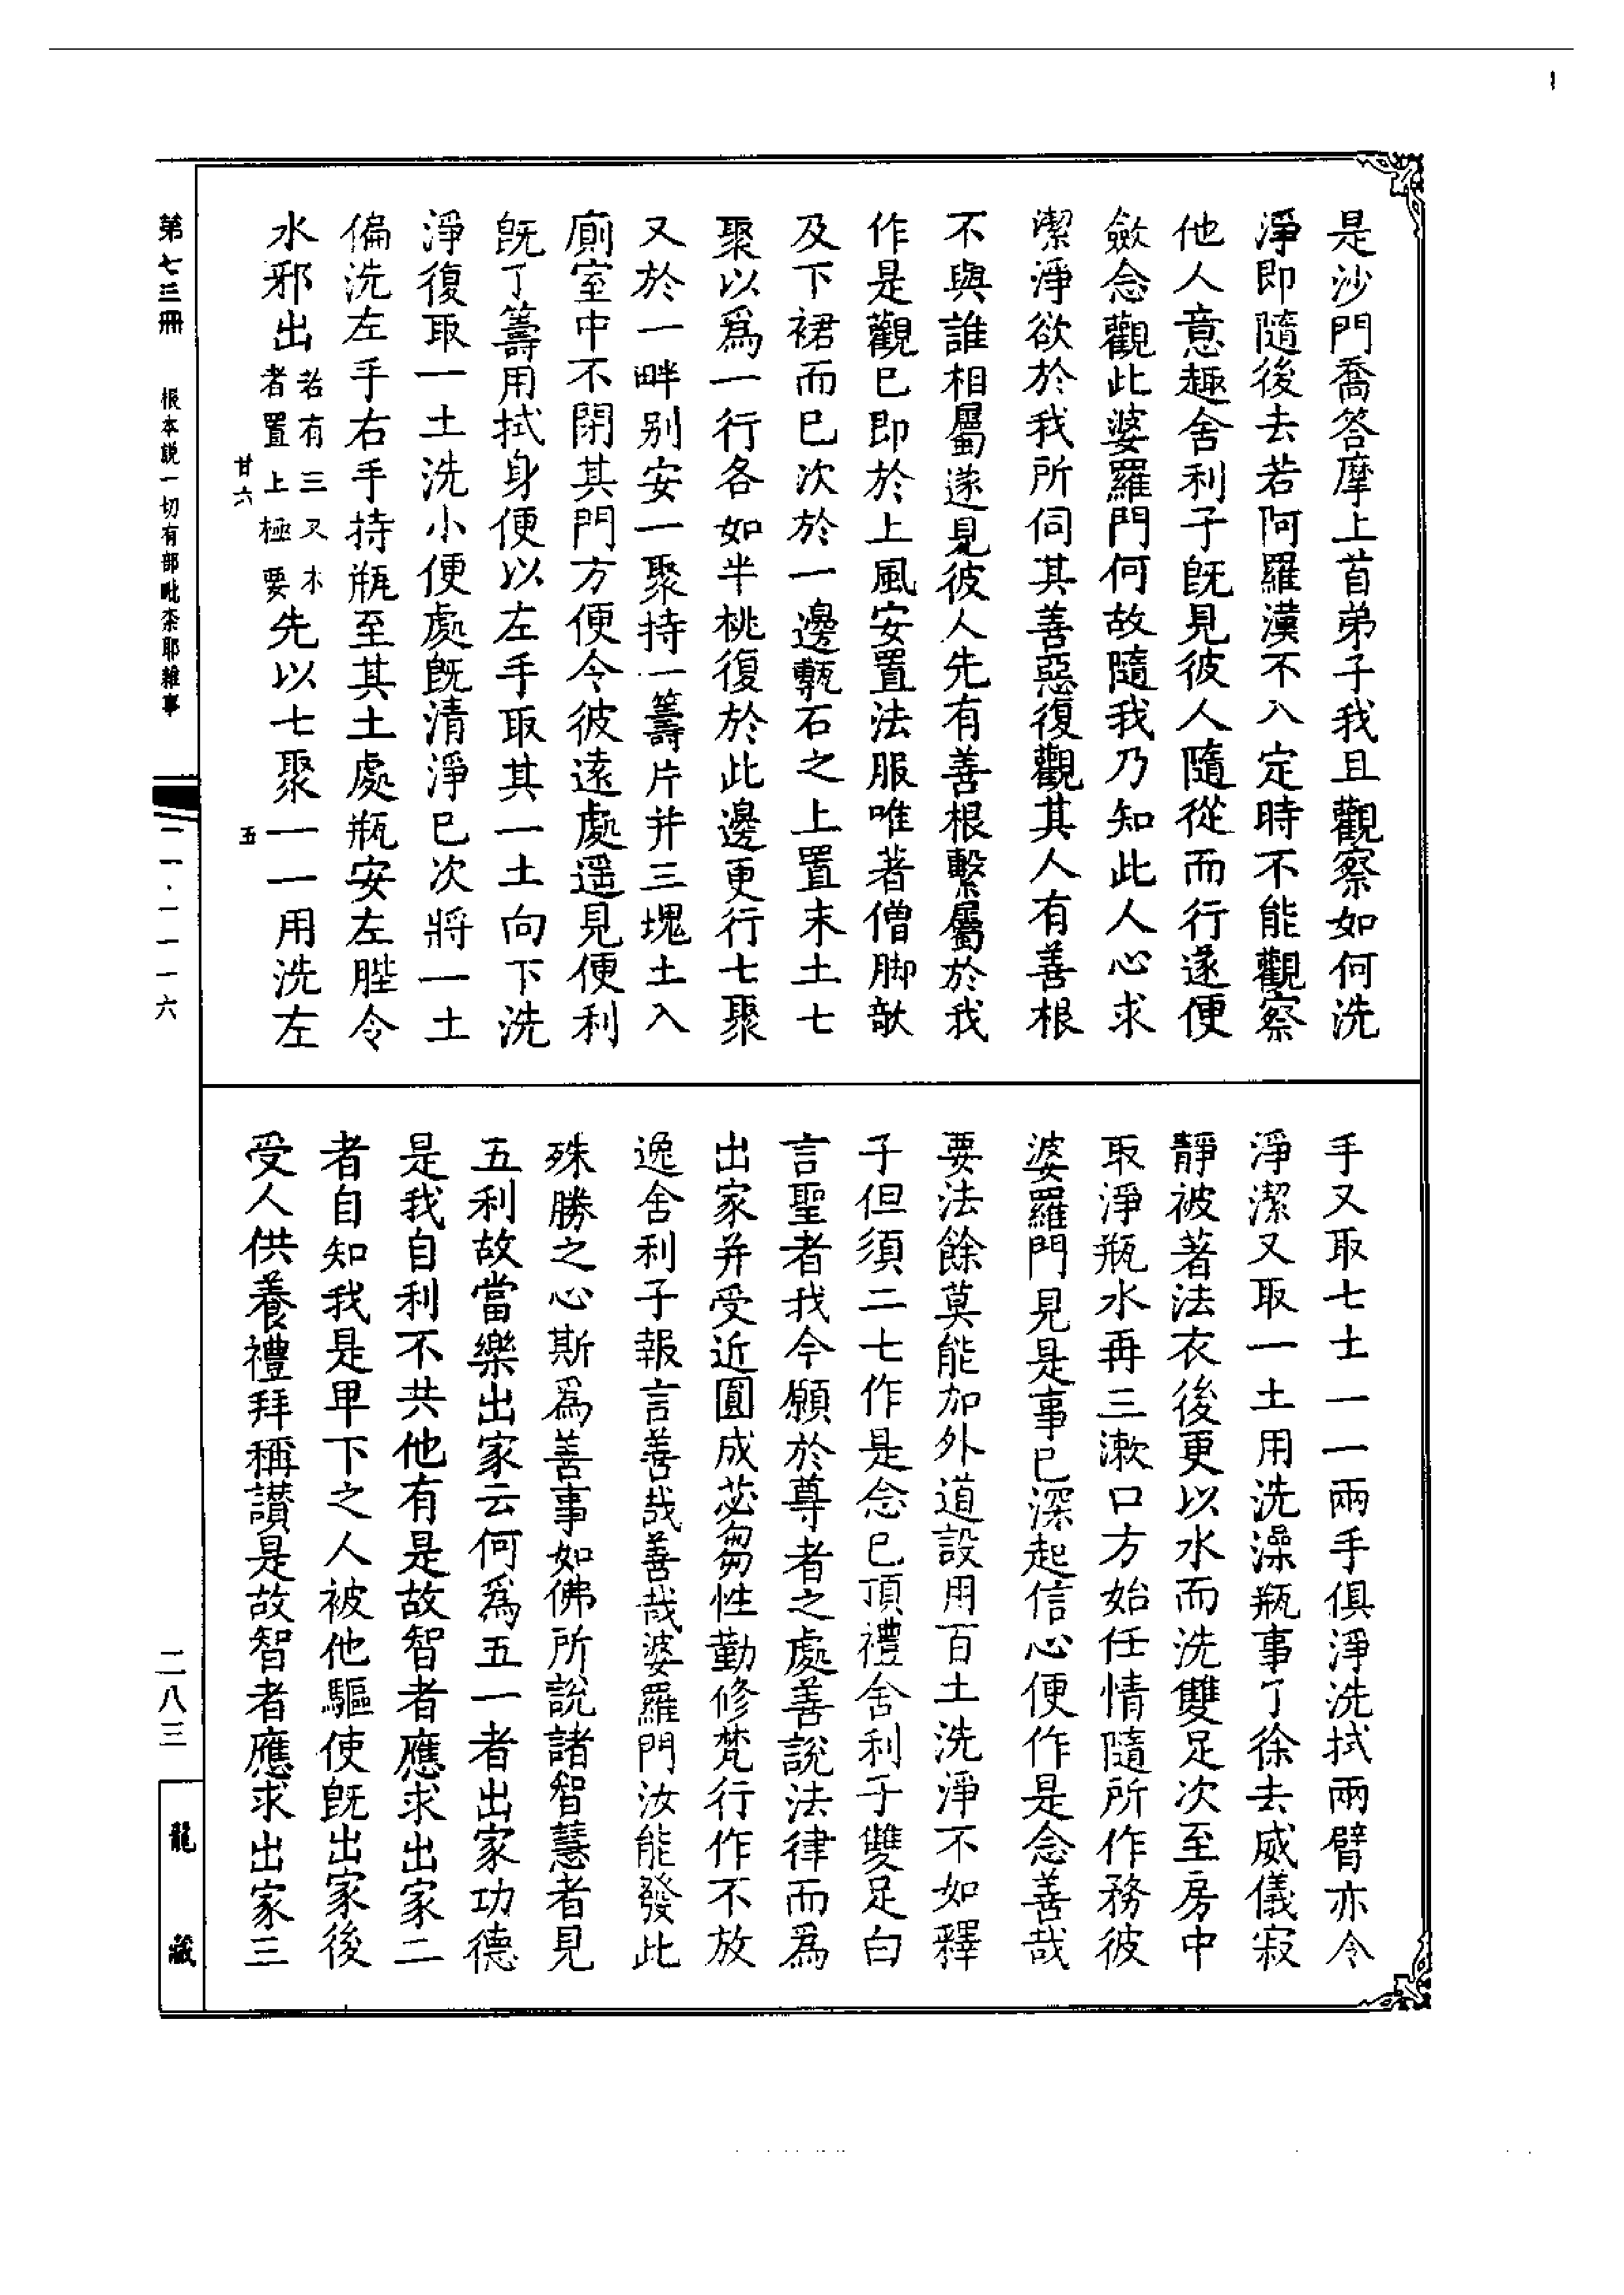 是沙門喬答摩上首弟子我且觀察如何洗
淨即隨後去若阿羅漢不入定時不能觀察
他人意趣舍利子旣見彼人隨從而行遂便
斂念觀此婆羅門何故隨我乃知此人心求
潔淨欲於我所伺其善惡復觀其人有善根
不與誰相屬遂見彼人先有善根繫屬於我
作是觀已即於上風安置法服唯著僧脚欹
及下裙而已次於一邊甎石之上置末土七
聚以爲一行各如半桃復於此邊更行七聚
又於一畔別安一聚持一籌片并三塊土入
廁室中不閉其門方便令彼遠處遥見便利
旣了籌用拭身便以左手取其一土向下洗
淨復取一土洗小便處旣清淨已次將一土
偏洗左手右手持瓶至其土處瓶安左䏶令
水邪出若有三叉木者置上極要先以七聚一一用洗左
手又取七土一一兩手俱淨洗拭兩臂亦令
淨潔又取一土用洗澡瓶事了徐去威儀寂
靜被著法衣後更以水而洗雙足次至房中
取淨瓶水再三漱口方始任情隨所作務彼
婆羅門見是事已深起信心便作是念善哉
要法餘莫能加外道設用百土洗淨不如釋
子但須二七作是念已頂禮舍利子雙足白
言聖者我今願於尊者之處善說法律而爲
出家并受近圓成苾芻性勤修梵行作不放
逸舍利子報言善哉善哉婆羅門汝能發此
殊勝之心斯爲善事如佛所說諸智慧者見
五利故當樂出家云何爲五一者出家功德
是我自利不共他有是故智者應求出家二
者自知我是卑下之人被他驅使旣出家後
受人供養禮拜稱讃是故智者應求出家三
甘六
五
第七三冊
根本說一切有部毗柰耶雜事
二一·一一一六
二八三
龍藏